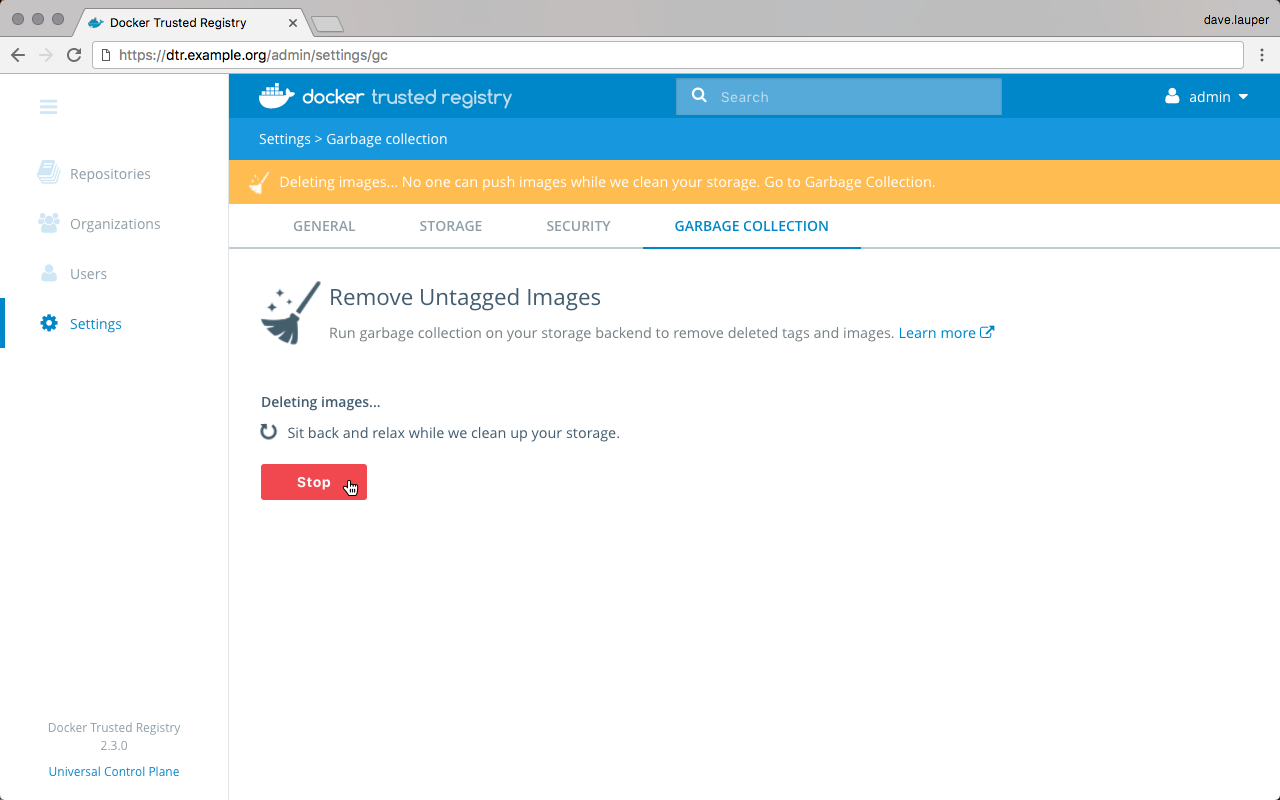 Docker Trusted Registry
dave.lauper
https://dtr.example.org/admin/settings/gc
docker trusted registry
Search
admin
Settings > Garbage collection
Deleting images... No one can push images while we clean your storage. Go to Garbage Collection.
Repositories
Organizations
Users
Settings
GENERAL STORAGE SECURITY GARBAGE COLLECTION
Remove Untagged Images
Run garbage collection on your storage backend to remove deleted tags and images. Learn more
Deleting images...
Sit back and relax while we clean up your storage.
Stop
Docker Trusted Registry
2.3.0
Universal Control Plane